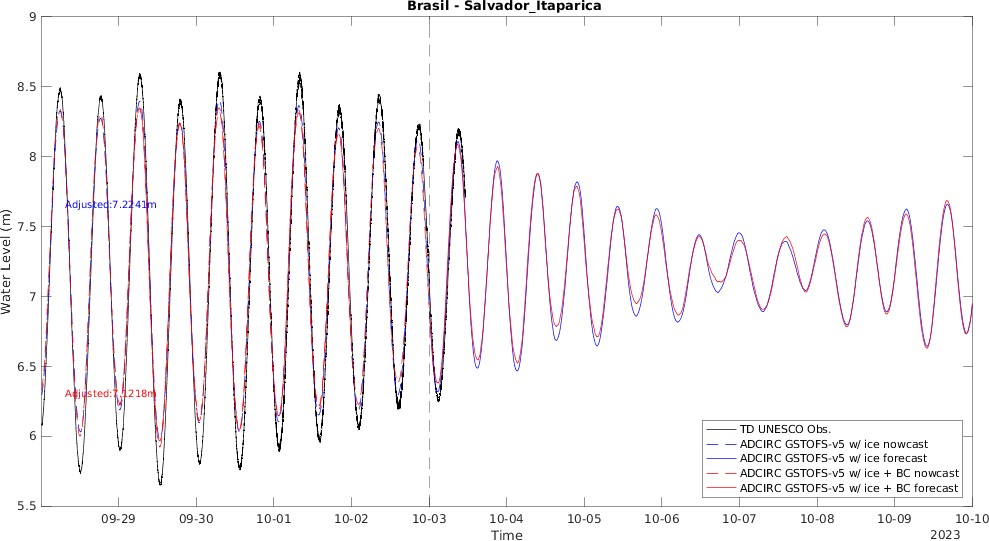 Brasil - Salvador_Itaparica
9
8.5
8
7.5
7
6.5
6
5.5
Water Level (m)
Adjusted:7.2241m
Adjusted:7.1218m
TD UNESCO Obs.
ADCIRC GSTOFS-v5 w/ ice nowcast
ADCIRC GSTOFS-v5 w/ ice forecast
ADCIRC GSTOFS-v5 w/ ice + BC nowcast
ADCIRC GSTOFS-v5 w/ ice + BC forecast
09-29 09-30 10-01 10-02 10-03 10-04 10-05 10-06 10-07 10-08 10-09 10-10
Time
2023